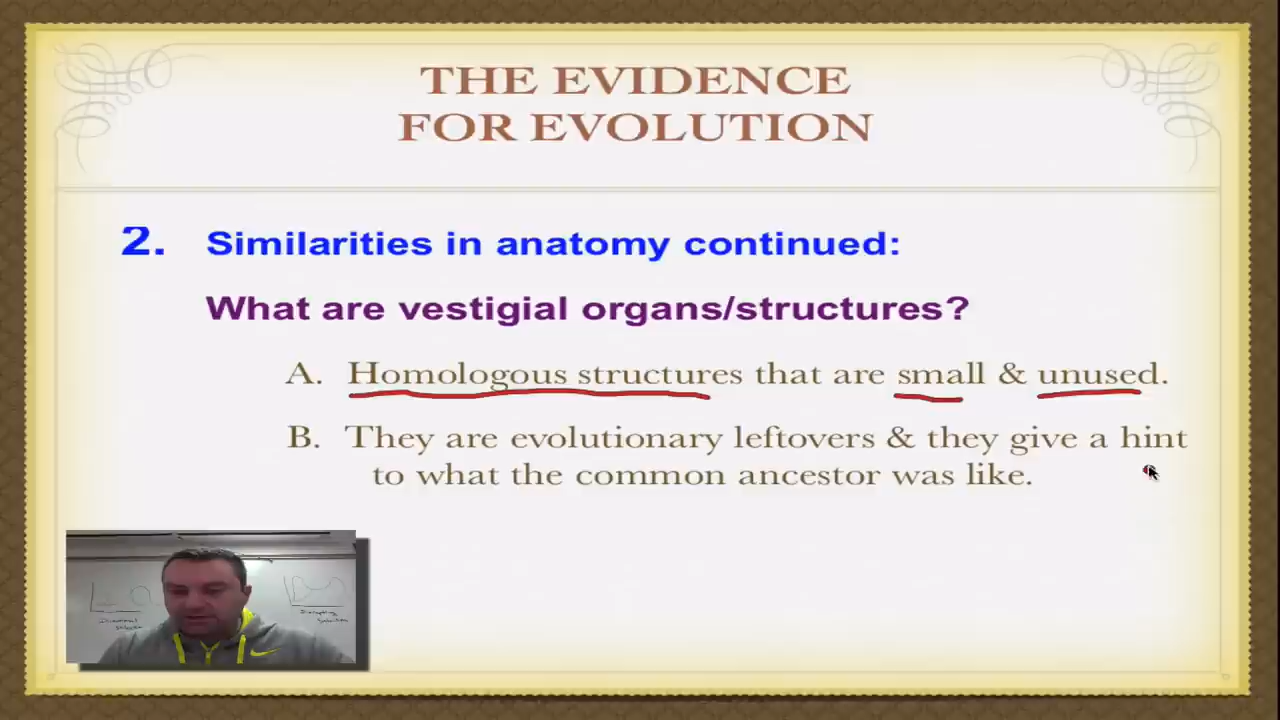 THE EVIDENCE
FOR EVOLUTION
2. Similarities in anatomy continued:
What are vestigial organs/structures?
A. Homologous structures that are small & unused.
B. They are evolutionary leftovers & they give a hint
to what the common ancestor was like.